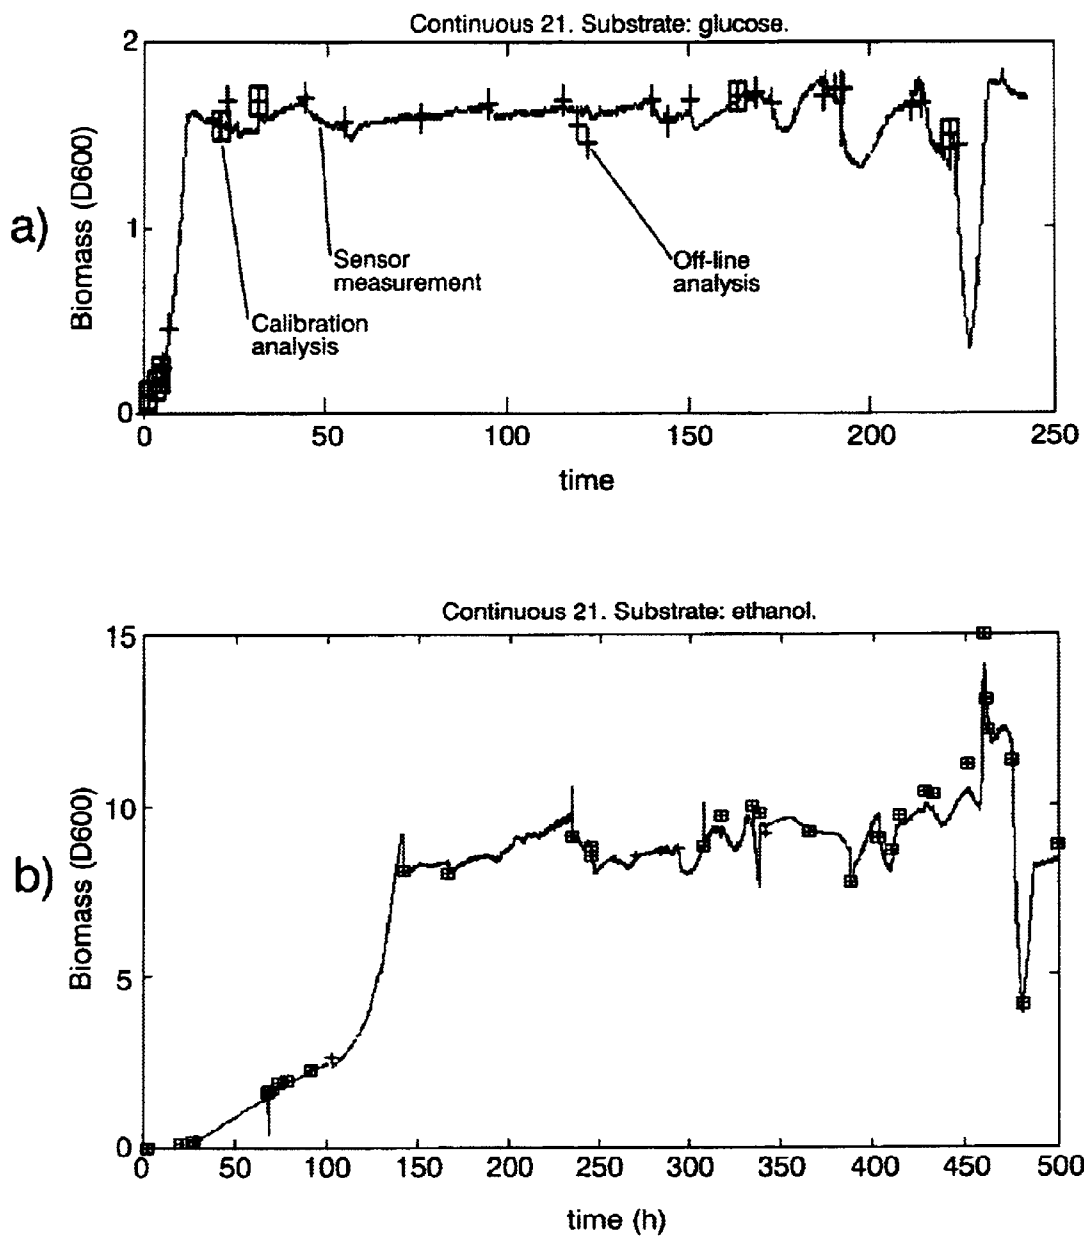 Continuous 21. Substrate: glucose.
2
1
0
a)
Biomass (D600)
Sensor
measurement
Off-line
analysis
Calibration
analysis
0 50 100 150 200 250
time
Continuous 21. Substrate: ethanol.
15
10
5
0
b)
Biomass (D600)
0 50 100 150 200 250 300 350 400 450 500
time (h)